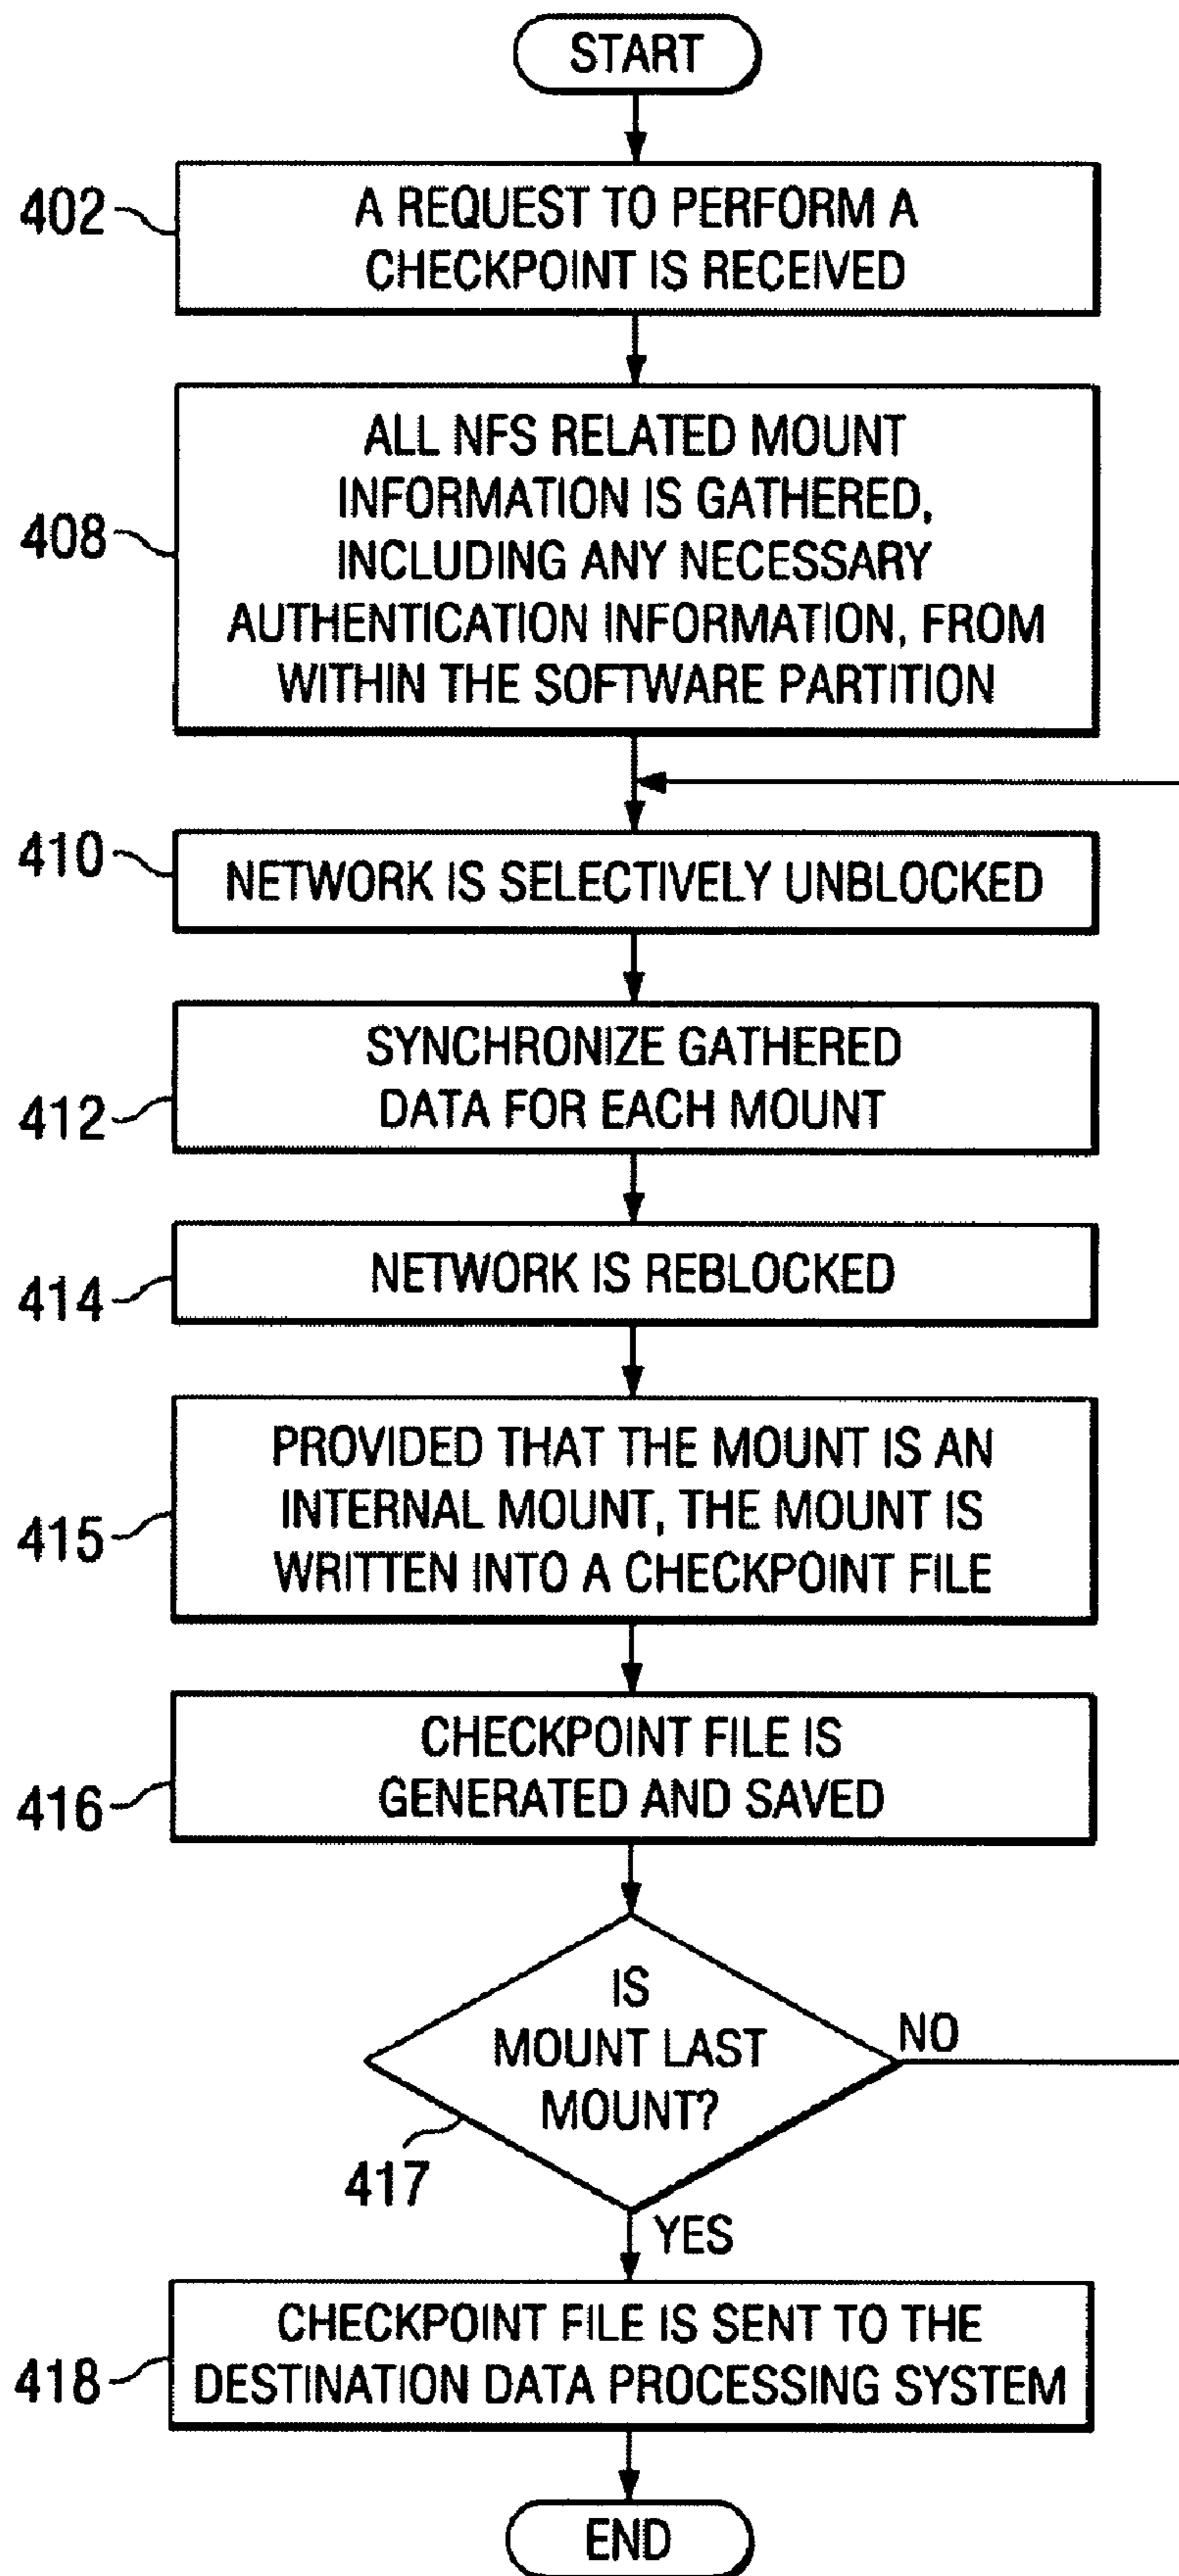 START
402
A REQUEST TO PERFORM A
CHECKPOINT IS RECEIVED
408
ALL NFS RELATED MOUNT
INFORMATION IS GATHERED,
INCLUDING ANY NECESSARY
AUTHENTICATION INFORMATION, FROM
WITHIN THE SOFTWARE PARTITION
410
NETWORK IS SELECTIVELY UNBLOCKED
412
SYNCHRONIZE GATHERED
DATA FOR EACH MOUNT
414
NETWORK IS REBLOCKED
415
PROVIDED THAT THE MOUNT IS AN
INTERNAL MOUNT, THE MOUNT IS
WRITTEN INTO A CHECKPOINT FILE
416
CHECKPOINT FILE IS
GENERATED AND SAVED
IS
MOUNT LAST
MOUNT?
NO
417
YES
418
CHECKPOINT FILE IS SENT TO THE
DESTINATION DATA PROCESSING SYSTEM
END